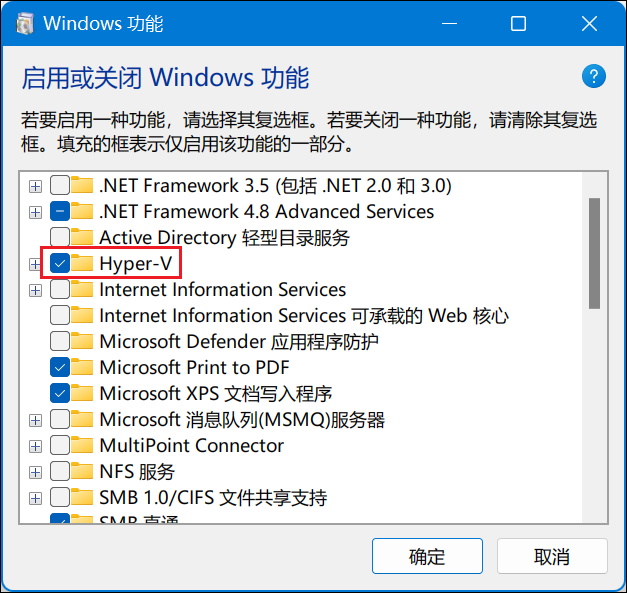 Windows 功能
启用或关闭 Windows 功能
?
若要启用一种功能，请选择其复选框。若要关闭一种功能，请清除其复选
框。填充的框表示仅启用该功能的一部分。
.NET Framework 3.5 (包括 .NET 2.0 和 3.0)
.NET Framework 4.8 Advanced Services
Active Directory 轻型目录服务
Hyper-V
Internet Information Services
Internet Information Services 可承载的 Web 核心
Microsoft Defender 应用程序防护
Microsoft Print to PDF
Microsoft XPS 文档写入程序
Microsoft 消息队列(MSMQ)服务器
MultiPoint Connector
NFS 服务
SMB 1.0/CIFS 文件共享支持
SMB 直通
确定
取消